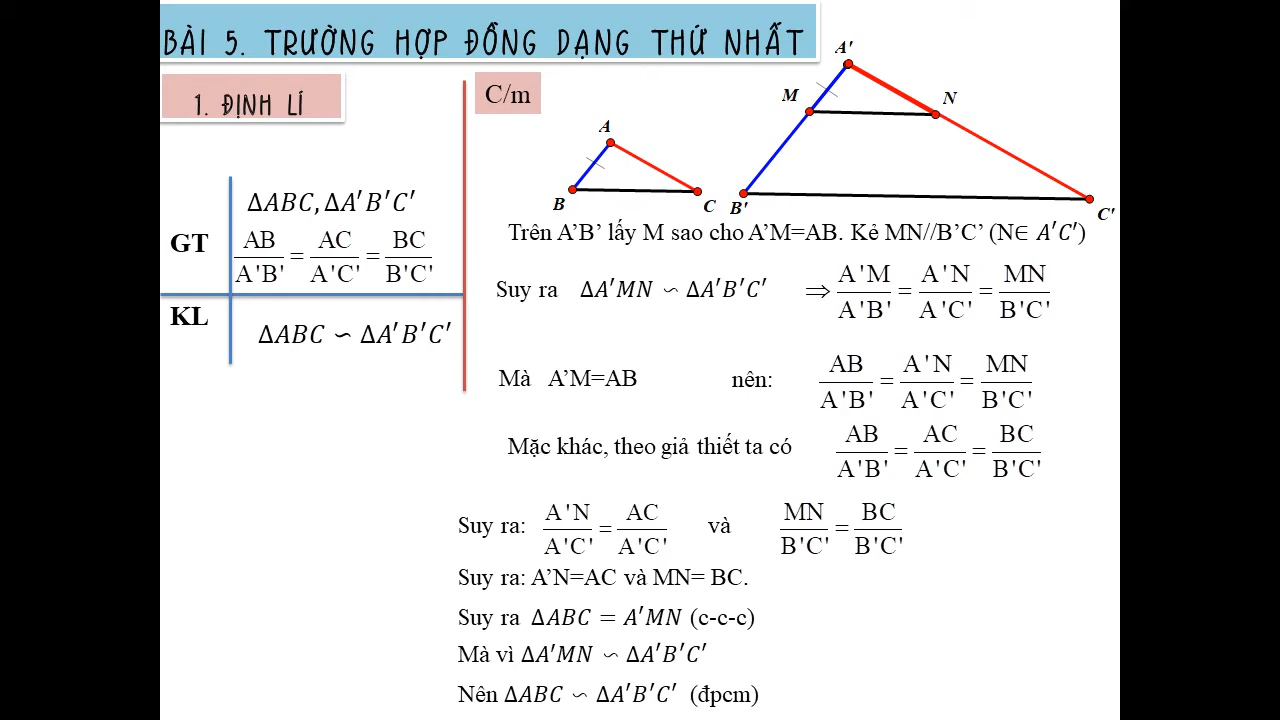 BÀI 5. TRƯỜNG HỢP ĐỒNG DẠNG THỨ NHẤT
1. ĐỊNH LÍ
GT
ΔABC, ΔA′B′C′
AB/A'B' = AC/A'C' = BC/B'C'
KL
ΔABC ∽ ΔA′B′C′
C/m
A
B
C
A'
M
N
B'
C'
Trên A’B’ lấy M sao cho A’M=AB. Kẻ MN//B’C’ (N∈ A′C′)
Suy ra ΔA′MN ∽ ΔA′B′C′ ⇒ A'M/A'B' = A'N/A'C' = MN/B'C'
Mà A’M=AB nên: AB/A'B' = A'N/A'C' = MN/B'C'
Mặc khác, theo giả thiết ta có AB/A'B' = AC/A'C' = BC/B'C'
Suy ra: A'N/A'C' = AC/A'C' và MN/B'C' = BC/B'C'
Suy ra: A’N=AC và MN= BC.
Suy ra ΔABC = A′MN (c-c-c)
Mà vì ΔA′MN ∽ ΔA′B′C′
Nên ΔABC ∽ ΔA′B′C′ (đpcm)